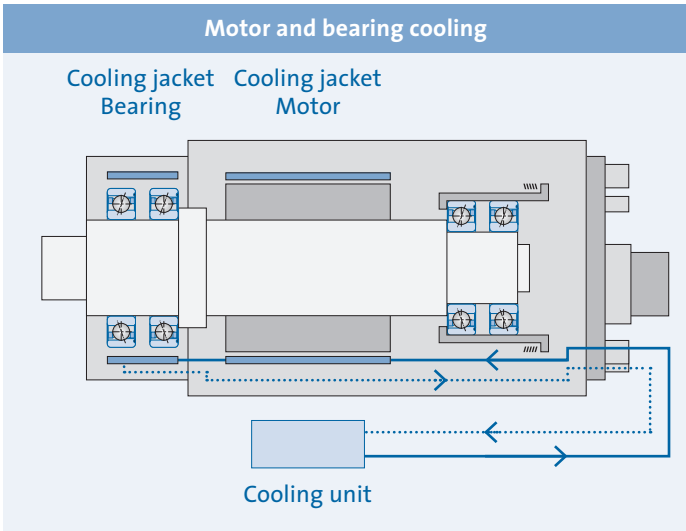 Motor and bearing cooling
Cooling jacket
Bearing
Cooling jacket
Motor
Cooling unit